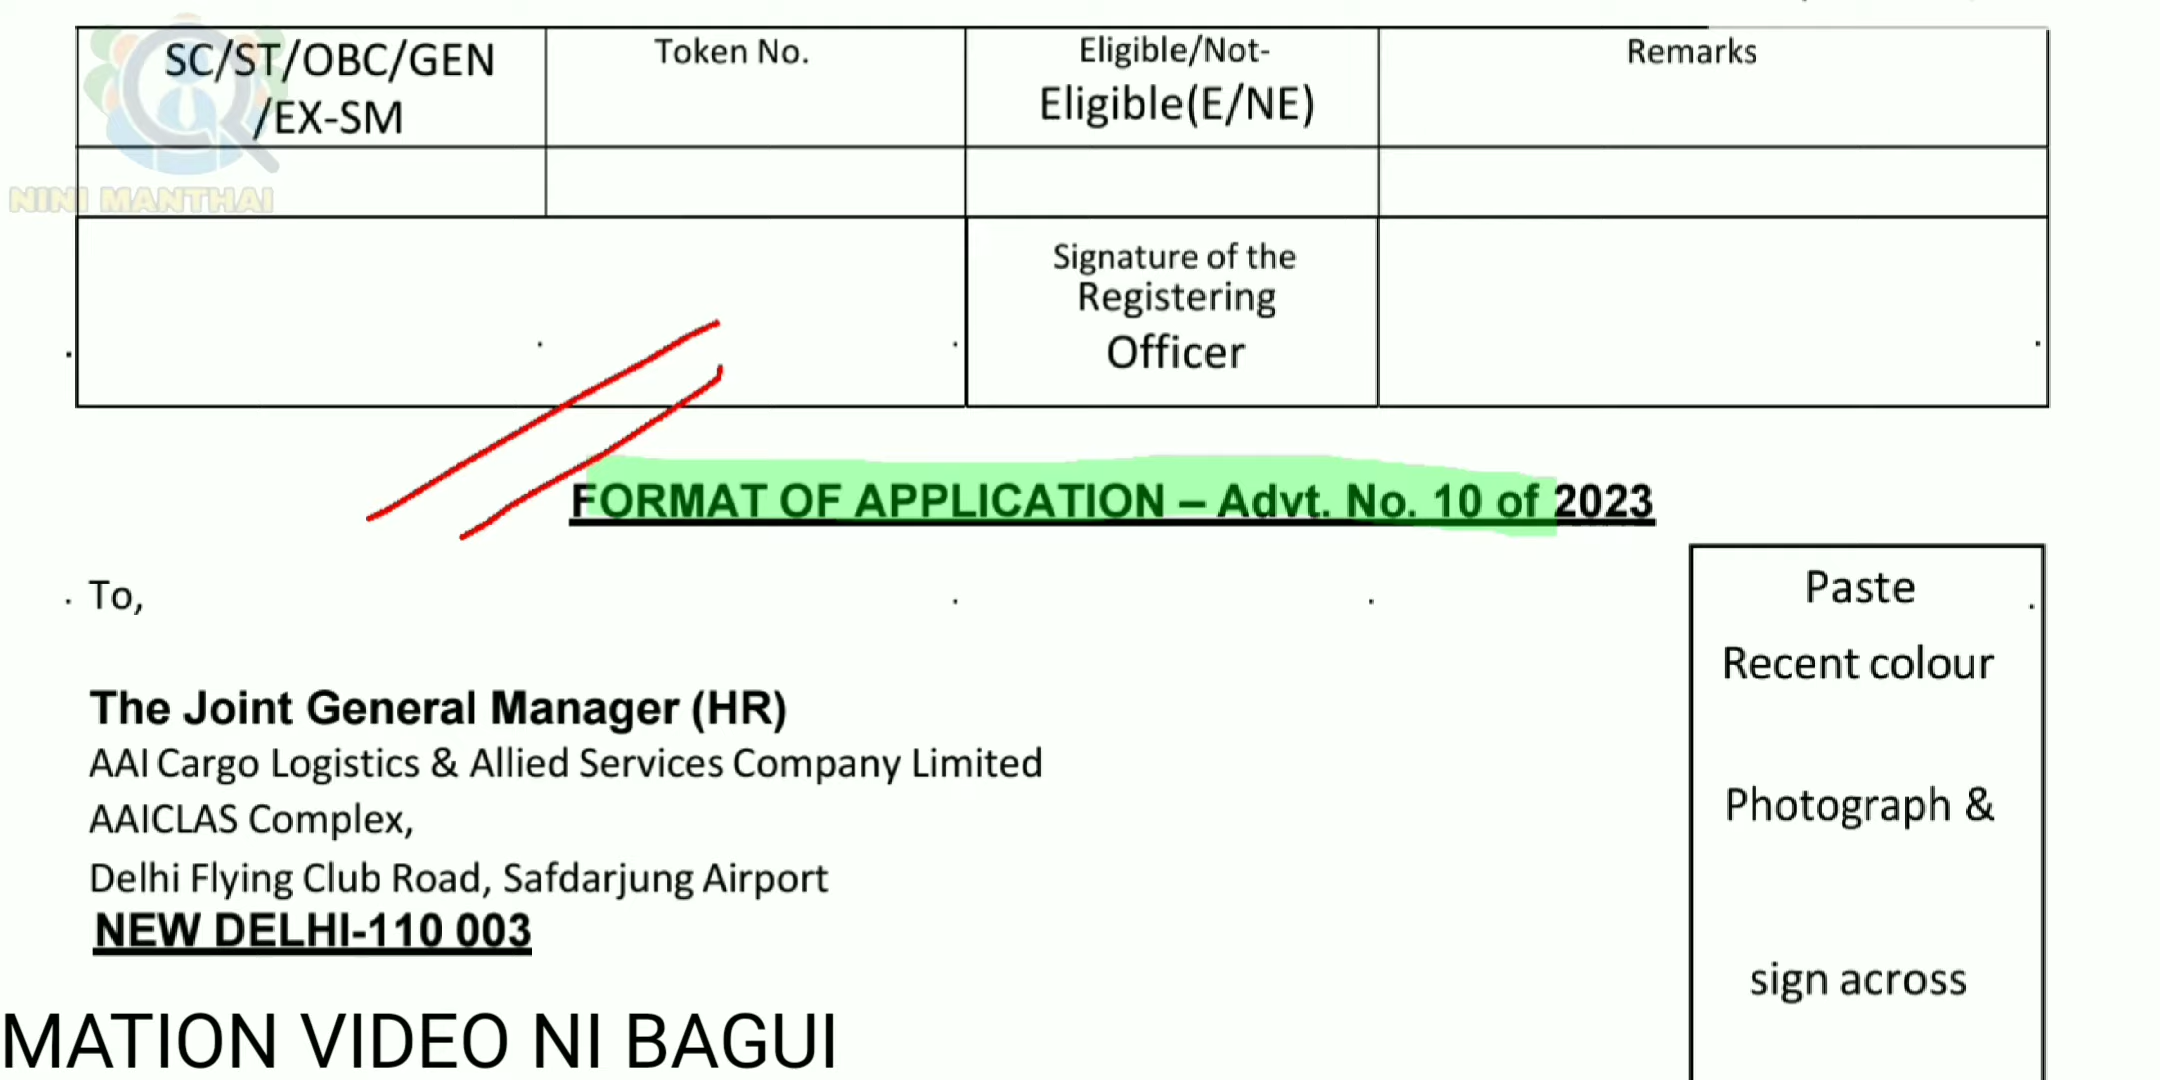 SC/ST/OBC/GEN
/EX-SM
Token No.
Eligible/Not-
Eligible(E/NE)
Remarks
NINI MANTHAI
Signature of the
Registering
Officer
FORMAT OF APPLICATION – Advt. No. 10 of 2023
To,
The Joint General Manager (HR)
AAI Cargo Logistics & Allied Services Company Limited
AAICLAS Complex,
Delhi Flying Club Road, Safdarjung Airport
NEW DELHI-110 003
Paste
Recent colour
Photograph &
sign across
MATION VIDEO NI BAGUI